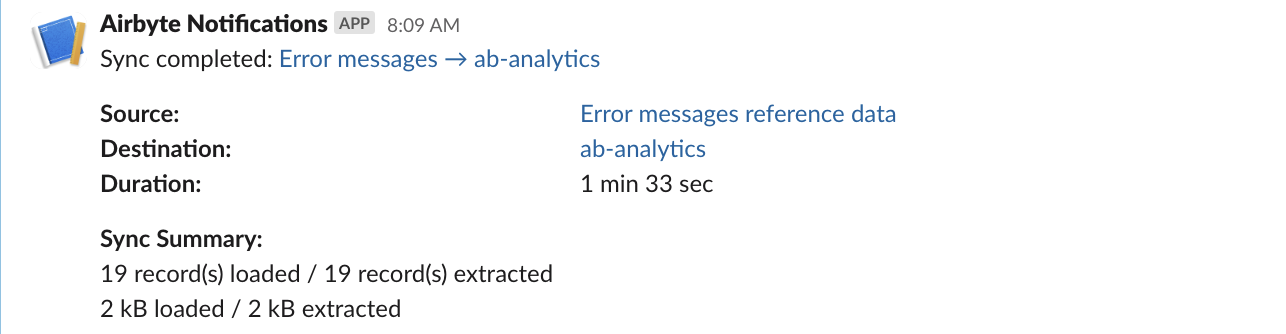 Airbyte Notifications APP 8:09 AM
Sync completed: Error messages → ab-analytics
Source: Error messages reference data
Destination: ab-analytics
Duration: 1 min 33 sec
Sync Summary:
19 record(s) loaded / 19 record(s) extracted
2 kB loaded / 2 kB extracted